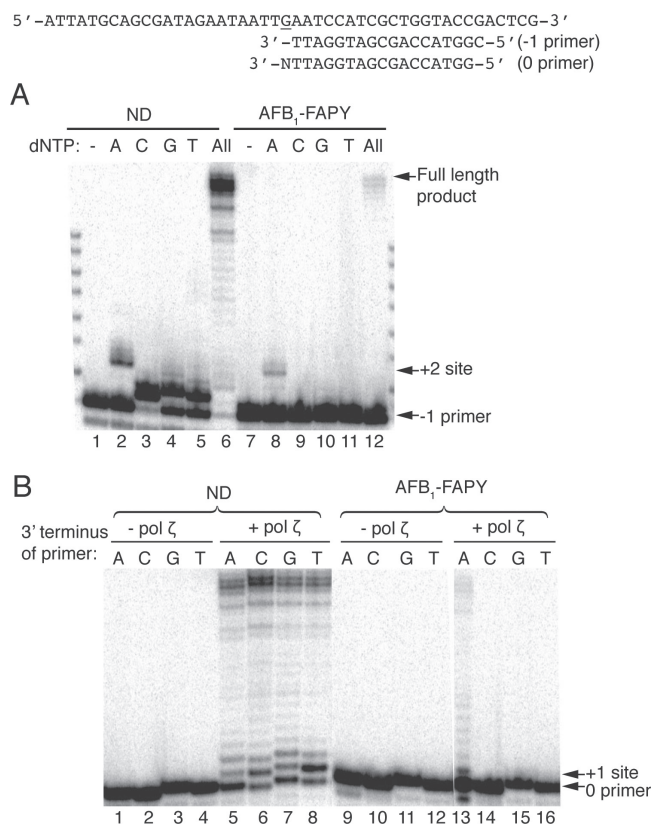 5'-ATTATGCAGCGATAGAATAATTGAATCCATCGCTGGTACCGACTCG-3'
3'-TTAGGTAGCGACCATGGC-5' (-1 primer)
3'-NTTAGGTAGCGACCATGG-5' (0 primer)
A
ND AFB1-FAPY
dNTP: - A C G T All - A C G T All
Full length
product
+2 site
-1 primer
1 2 3 4 5 6 7 8 9 10 11 12
B
ND AFB1-FAPY
3' terminus - pol ζ + pol ζ - pol ζ + pol ζ
of primer: A C G T A C G T A C G T A C G T
+1 site
0 primer
1 2 3 4 5 6 7 8 9 10 11 12 13 14 15 16